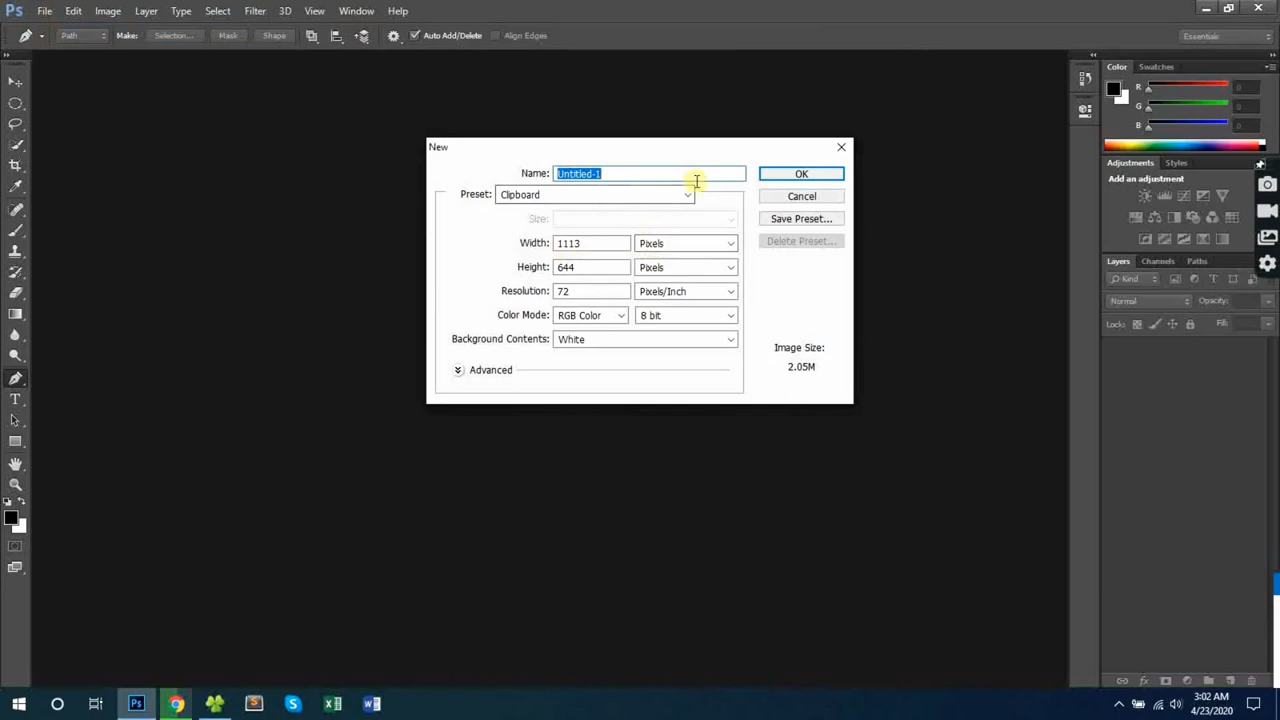 Ps File Edit Image Layer Type Select Filter 3D View Window Help
Path Make: Selection... Mask Shape Auto Add/Delete Align Edges Essentials
Color Swatches
R 0
G 0
B 0
New
Name: Untitled-1 OK
Preset: Clipboard Cancel
Size: Save Preset...
Width: 1113 Pixels Delete Preset...
Height: 644 Pixels
Resolution: 72 Pixels/Inch
Color Mode: RGB Color 8 bit
Background Contents: White
Image Size:
2.05M
Advanced
Adjustments Styles
Add an adjustment
Layers Channels Paths
Kind
Normal Opacity:
Locks: Fill:
T
Ps S S X W
3:02 AM
4/23/2020